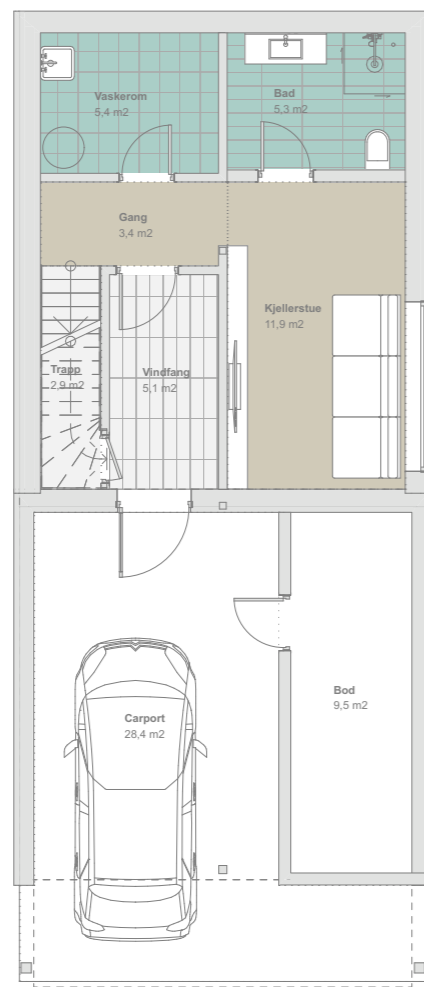 Vaskerom
5,4 m2
Bad
5,3 m2
Gang
3,4 m2
Kjellerstue
11,9 m2
Trapp
2,9 m2
Vindfang
5,1 m2
Carport
28,4 m2
Bod
9,5 m2